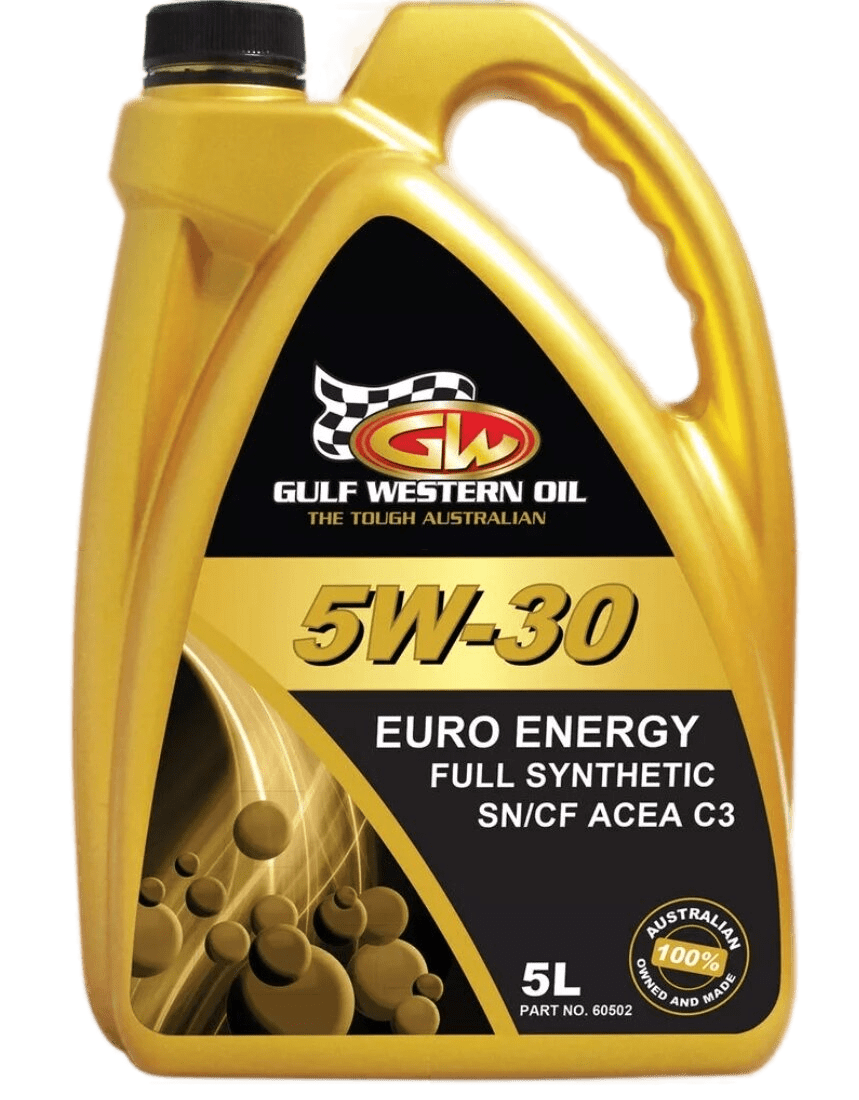 GW
GULF WESTERN OIL
THE TOUGH AUSTRALIAN
5W-30
EURO ENERGY
FULL SYNTHETIC
SN/CF ACEA C3
AUSTRALIAN
100%
OWNED AND MADE
5L
PART NO. 60502